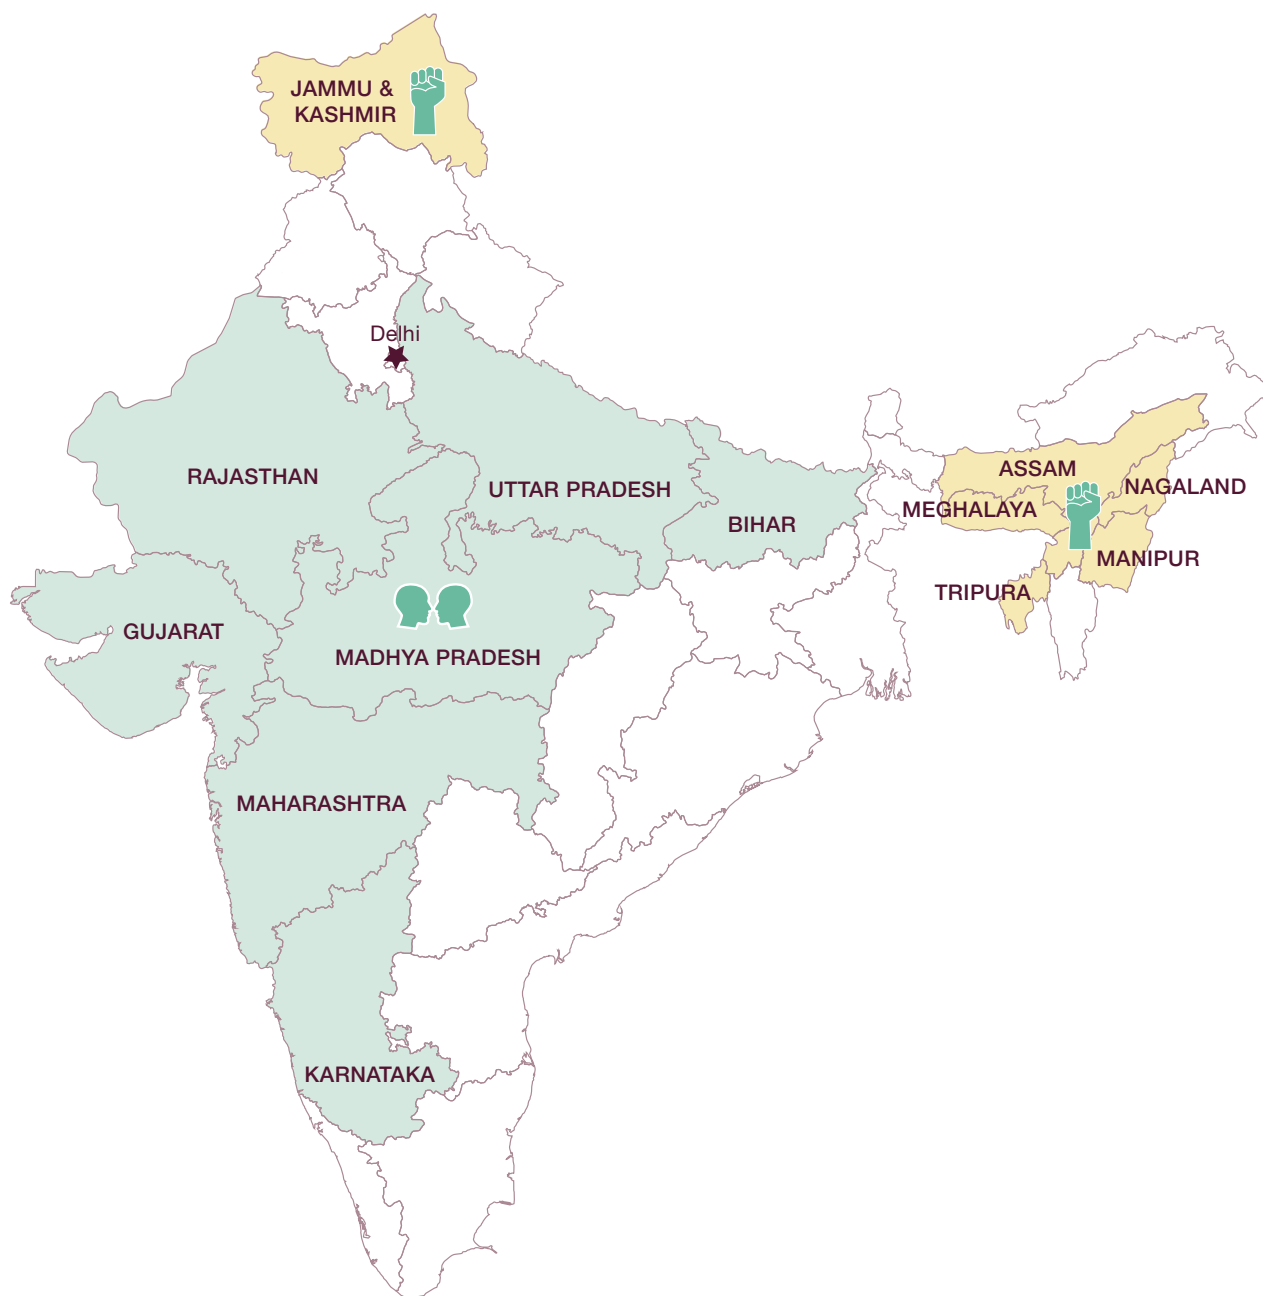 JAMMU &
KASHMIR
Delhi
RAJASTHAN
UTTAR PRADESH
BIHAR
ASSAM
NAGALAND
MEGHALAYA
MANIPUR
TRIPURA
GUJARAT
MADHYA PRADESH
MAHARASHTRA
KARNATAKA